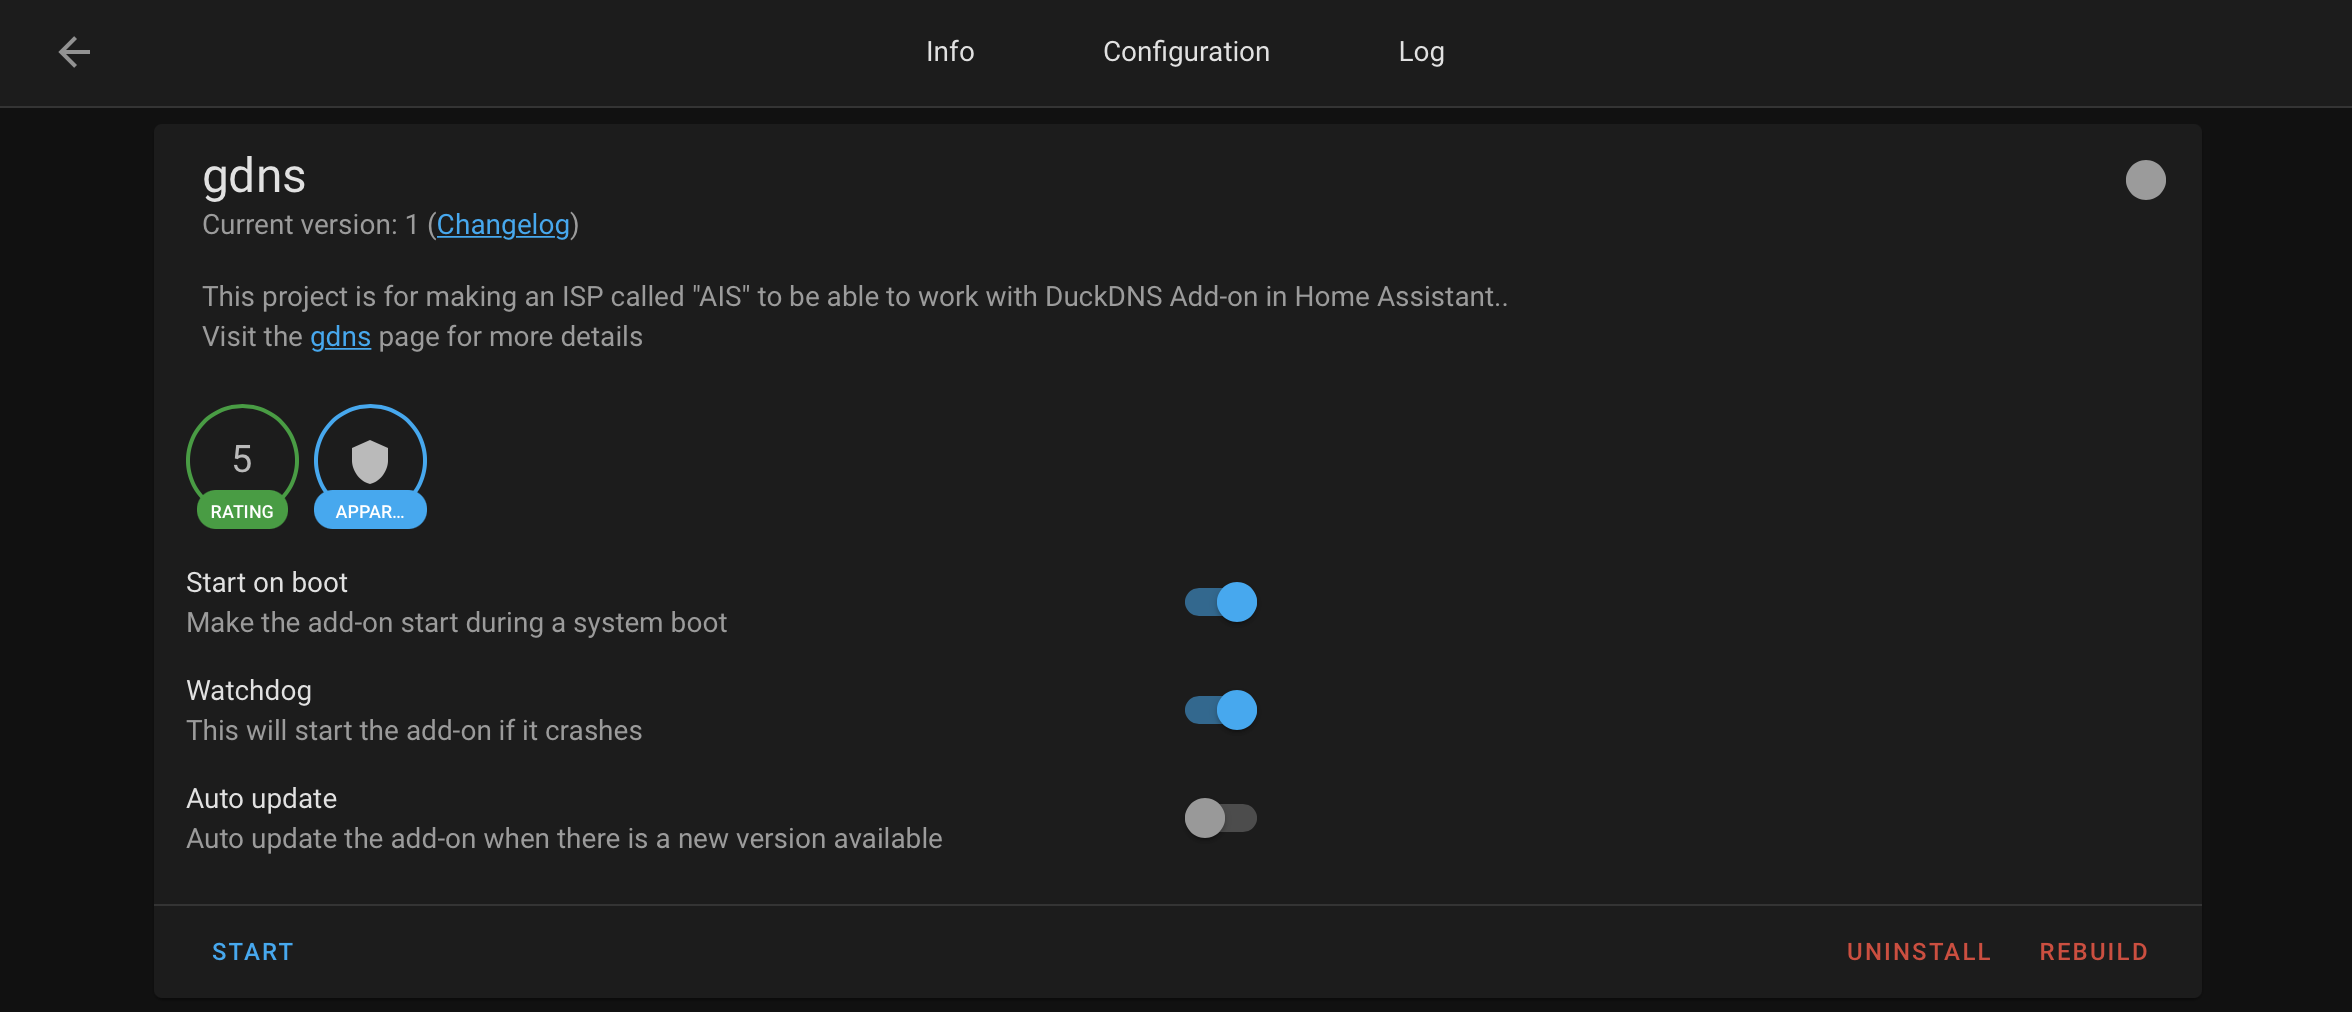 Info
Configuration
Log
gdns
Current version: 1 (Changelog)
This project is for making an ISP called "AIS" to be able to work with DuckDNS Add-on in Home Assistant..
Visit the gdns page for more details
5
RATING
APPAR...
Start on boot
Make the add-on start during a system boot
Watchdog
This will start the add-on if it crashes
Auto update
Auto update the add-on when there is a new version available
START
UNINSTALL
REBUILD